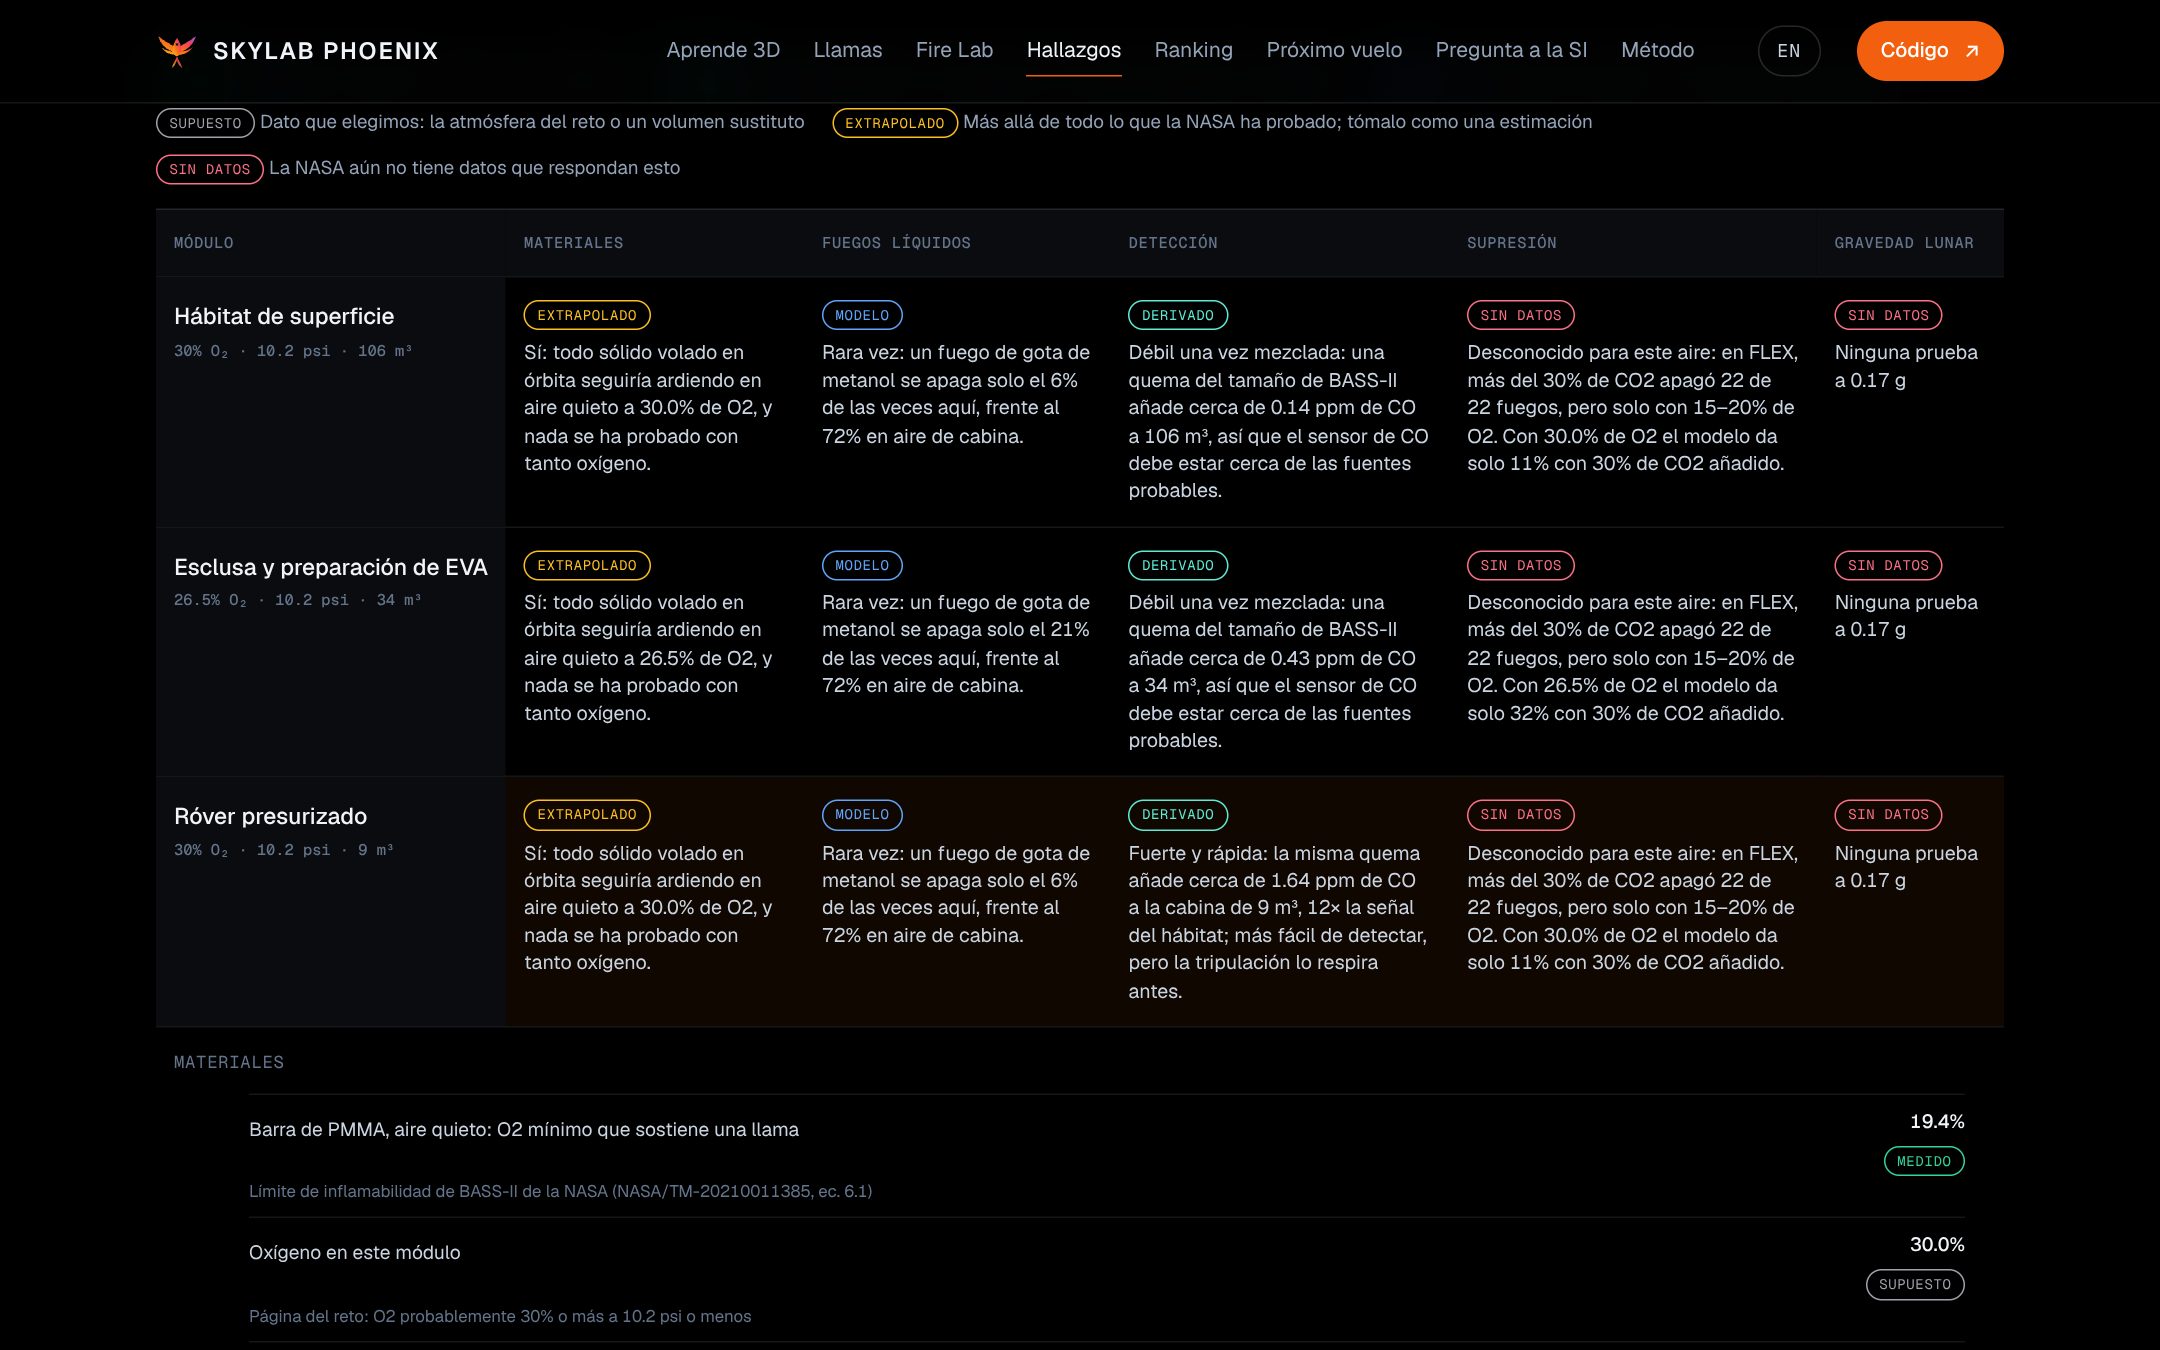 SKYLAB PHOENIX
Aprende 3D
Llamas
Fire Lab
Hallazgos
Ranking
Próximo vuelo
Pregunta a la SI
Método
EN
Código ↗
SUPUESTO Dato que elegimos: la atmósfera del reto o un volumen sustituto
EXTRAPOLADO Más allá de todo lo que la NASA ha probado; tómalo como una estimación
SIN DATOS La NASA aún no tiene datos que respondan esto
MÓDULO
MATERIALES
FUEGOS LÍQUIDOS
DETECCIÓN
SUPRESIÓN
GRAVEDAD LUNAR
Hábitat de superficie
30% O₂ · 10.2 psi · 106 m³
EXTRAPOLADO
Sí: todo sólido volado en
órbita seguiría ardiendo en
aire quieto a 30.0% de O2, y
nada se ha probado con
tanto oxígeno.
MODELO
Rara vez: un fuego de gota de
metanol se apaga solo el 6%
de las veces aquí, frente al
72% en aire de cabina.
DERIVADO
Débil una vez mezclada: una
quema del tamaño de BASS-II
añade cerca de 0.14 ppm de CO
a 106 m³, así que el sensor de CO
debe estar cerca de las fuentes
probables.
SIN DATOS
Desconocido para este aire: en FLEX,
más del 30% de CO2 apagó 22 de
22 fuegos, pero solo con 15–20% de
O2. Con 30.0% de O2 el modelo da
solo 11% con 30% de CO2 añadido.
SIN DATOS
Ninguna prueba
a 0.17 g
Esclusa y preparación de EVA
26.5% O₂ · 10.2 psi · 34 m³
EXTRAPOLADO
Sí: todo sólido volado en
órbita seguiría ardiendo en
aire quieto a 26.5% de O2, y
nada se ha probado con
tanto oxígeno.
MODELO
Rara vez: un fuego de gota de
metanol se apaga solo el 21%
de las veces aquí, frente al
72% en aire de cabina.
DERIVADO
Débil una vez mezclada: una
quema del tamaño de BASS-II
añade cerca de 0.43 ppm de CO
a 34 m³, así que el sensor de CO
debe estar cerca de las fuentes
probables.
SIN DATOS
Desconocido para este aire: en FLEX,
más del 30% de CO2 apagó 22 de
22 fuegos, pero solo con 15–20% de
O2. Con 26.5% de O2 el modelo da
solo 32% con 30% de CO2 añadido.
SIN DATOS
Ninguna prueba
a 0.17 g
Róver presurizado
30% O₂ · 10.2 psi · 9 m³
EXTRAPOLADO
Sí: todo sólido volado en
órbita seguiría ardiendo en
aire quieto a 30.0% de O2, y
nada se ha probado con
tanto oxígeno.
MODELO
Rara vez: un fuego de gota de
metanol se apaga solo el 6%
de las veces aquí, frente al
72% en aire de cabina.
DERIVADO
Fuerte y rápida: la misma quema
añade cerca de 1.64 ppm de CO
a la cabina de 9 m³, 12× la señal
del hábitat; más fácil de detectar,
pero la tripulación lo respira
antes.
SIN DATOS
Desconocido para este aire: en FLEX,
más del 30% de CO2 apagó 22 de
22 fuegos, pero solo con 15–20% de
O2. Con 30.0% de O2 el modelo da
solo 11% con 30% de CO2 añadido.
SIN DATOS
Ninguna prueba
a 0.17 g
MATERIALES
Barra de PMMA, aire quieto: O2 mínimo que sostiene una llama
19.4%
MEDIDO
Límite de inflamabilidad de BASS-II de la NASA (NASA/TM-20210011385, ec. 6.1)
Oxígeno en este módulo
30.0%
SUPUESTO
Página del reto: O2 probablemente 30% o más a 10.2 psi o menos